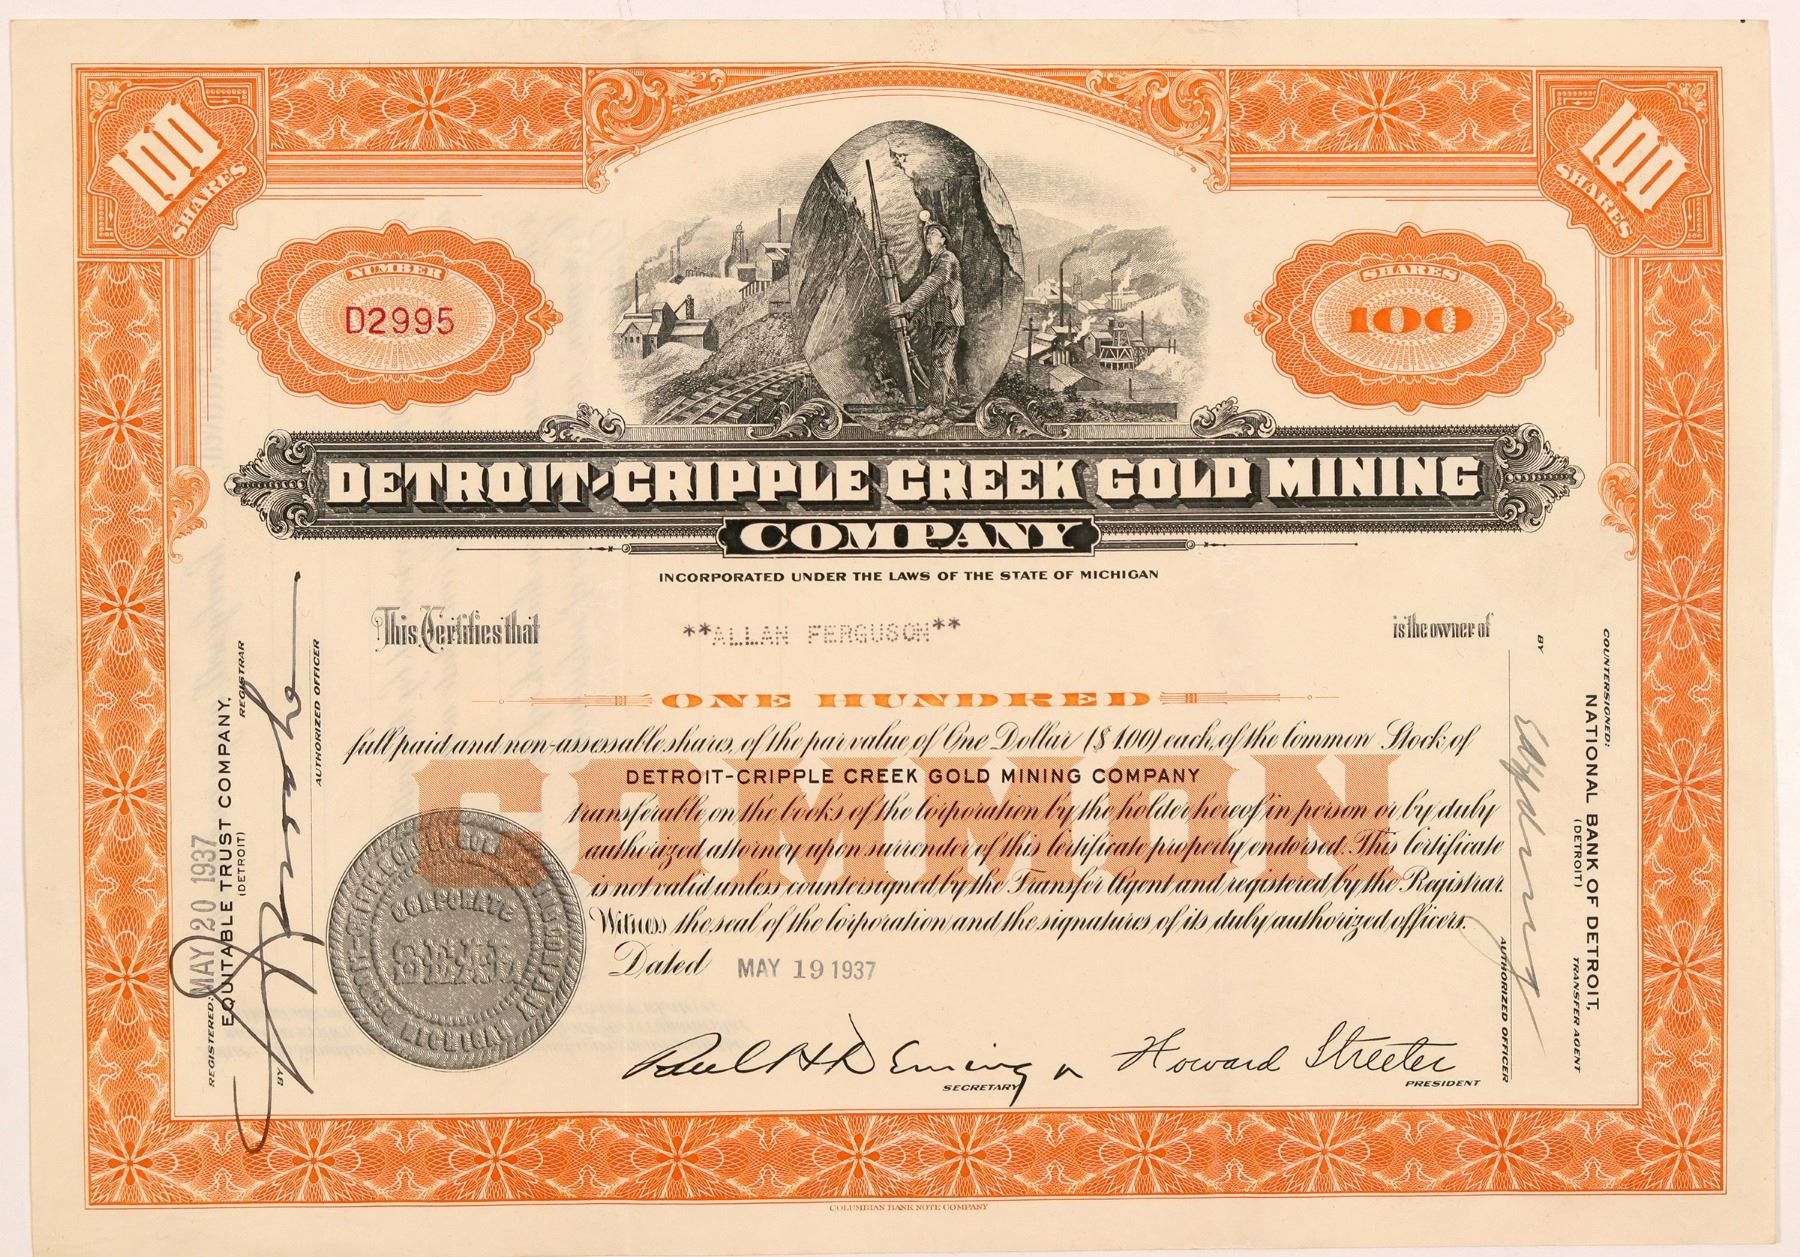 100
SHARES
100
SHARES
NUMBER
D2995
SHARES
100
DETROIT-CRIPPLE CREEK GOLD MINING
COMPANY
INCORPORATED UNDER THE LAWS OF THE STATE OF MICHIGAN
This Certifies that **ALLAN FERGUSON** is the owner of
ONE HUNDRED
full paid and non-assessable shares, of the par value of One Dollar ($1.00) each, of the Common Stock of
COMMON
DETROIT-CRIPPLE CREEK GOLD MINING COMPANY
transferable on the books of the Corporation by the holder hereof in person or by duly
authorized attorney upon surrender of this Certificate properly endorsed. This Certificate
is not valid unless countersigned by the Transfer Agent and registered by the Registrar.
Witness the seal of the Corporation and the signatures of its duly authorized officers.
Dated MAY 19 1937
CORPORATE
SEAL
SECRETARY
Howard Streeter
PRESIDENT
REGISTERED: MAY 20 1937
EQUITABLE TRUST COMPANY,
(DETROIT) REGISTRAR
BY
AUTHORIZED OFFICER
COUNTERSIGNED:
NATIONAL BANK OF DETROIT,
(DETROIT) TRANSFER AGENT
BY
AUTHORIZED OFFICER
COLUMBIAN BANK NOTE COMPANY